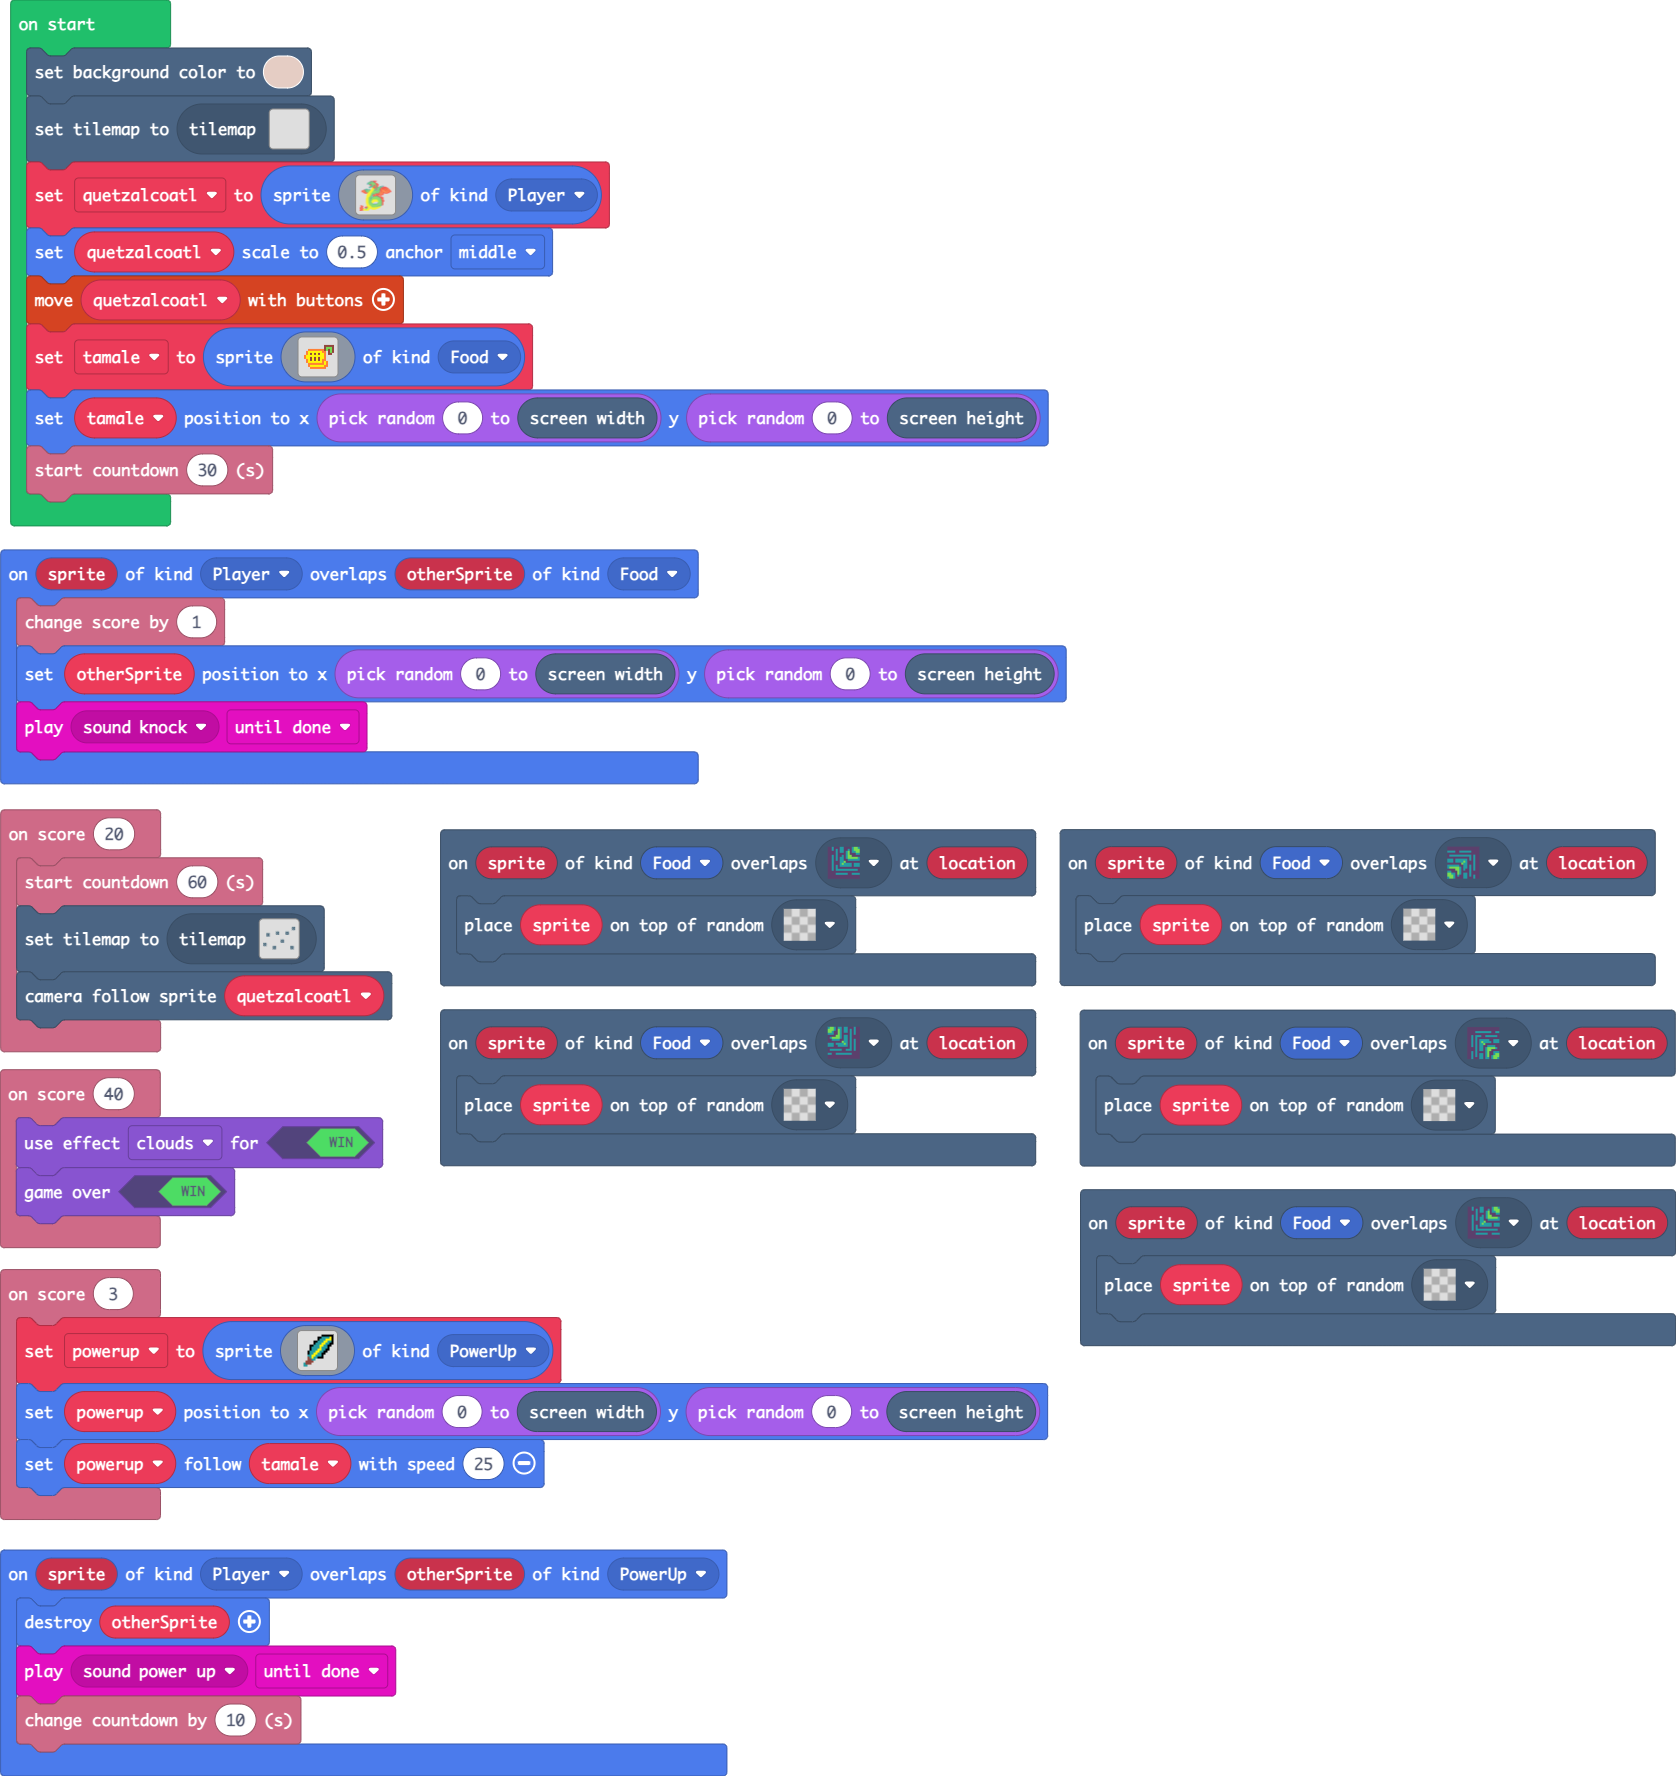 on start
set background color to
set tilemap to tilemap
set quetzalcoatl to sprite of kind Player
set quetzalcoatl scale to 0.5 anchor middle
move quetzalcoatl with buttons
set tamale to sprite of kind Food
set tamale position to x pick random 0 to screen width y pick random 0 to screen height
start countdown 30 (s)
on sprite of kind Player overlaps otherSprite of kind Food
change score by 1
set otherSprite position to x pick random 0 to screen width y pick random 0 to screen height
play sound knock until done
on score 20
start countdown 60 (s)
set tilemap to tilemap
camera follow sprite quetzalcoatl
on sprite of kind Food overlaps at location
place sprite on top of random
on sprite of kind Food overlaps at location
place sprite on top of random
on sprite of kind Food overlaps at location
place sprite on top of random
on sprite of kind Food overlaps at location
place sprite on top of random
on score 40
use effect clouds for WIN
game over WIN
on sprite of kind Food overlaps at location
place sprite on top of random
on score 3
set powerup to sprite of kind PowerUp
set powerup position to x pick random 0 to screen width y pick random 0 to screen height
set powerup follow tamale with speed 25
on sprite of kind Player overlaps otherSprite of kind PowerUp
destroy otherSprite
play sound power up until done
change countdown by 10 (s)